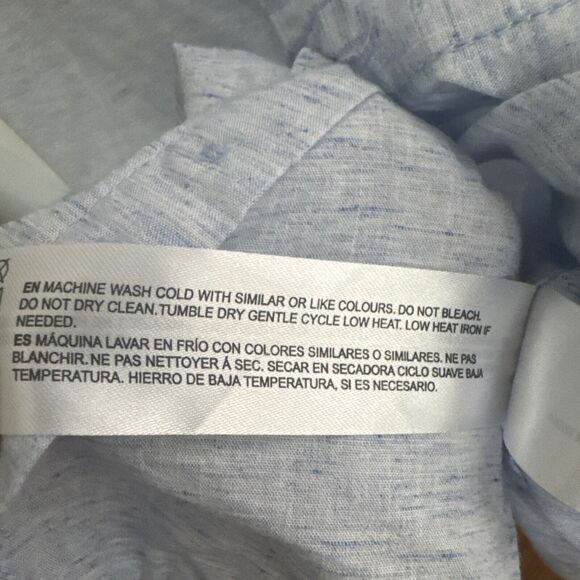 EN MACHINE WASH COLD WITH SIMILAR OR LIKE COLOURS. DO NOT BLEACH.
DO NOT DRY CLEAN. TUMBLE DRY GENTLE CYCLE LOW HEAT. LOW HEAT IRON IF
NEEDED.
ES MÁQUINA LAVAR EN FRÍO CON COLORES SIMILARES O SIMILARES. NE PAS
BLANCHIR. NE PAS NETTOYER Á SEC. SECAR EN SECADORA CICLO SUAVE BAJA
TEMPERATURA. HIERRO DE BAJA TEMPERATURA, SI ES NECESARIO.